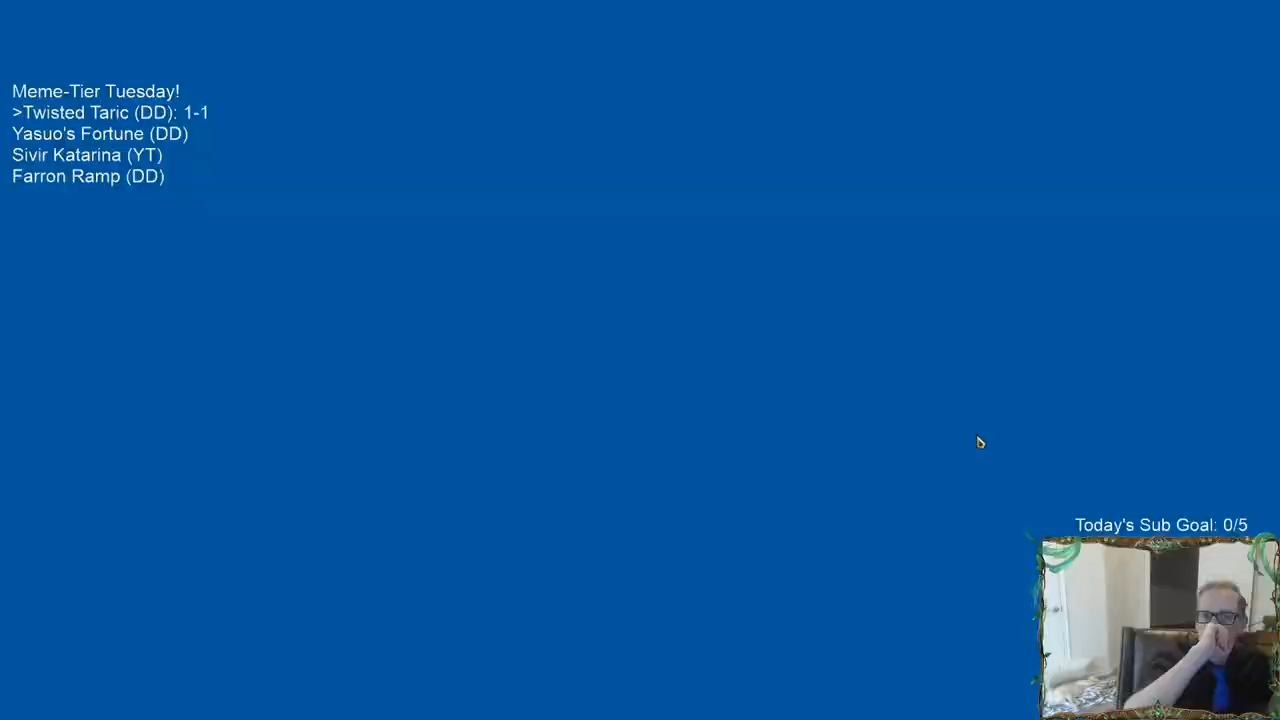 Meme-Tier Tuesday!
>Twisted Taric (DD): 1-1
Yasuo's Fortune (DD)
Sivir Katarina (YT)
Farron Ramp (DD)
Today's Sub Goal: 0/5